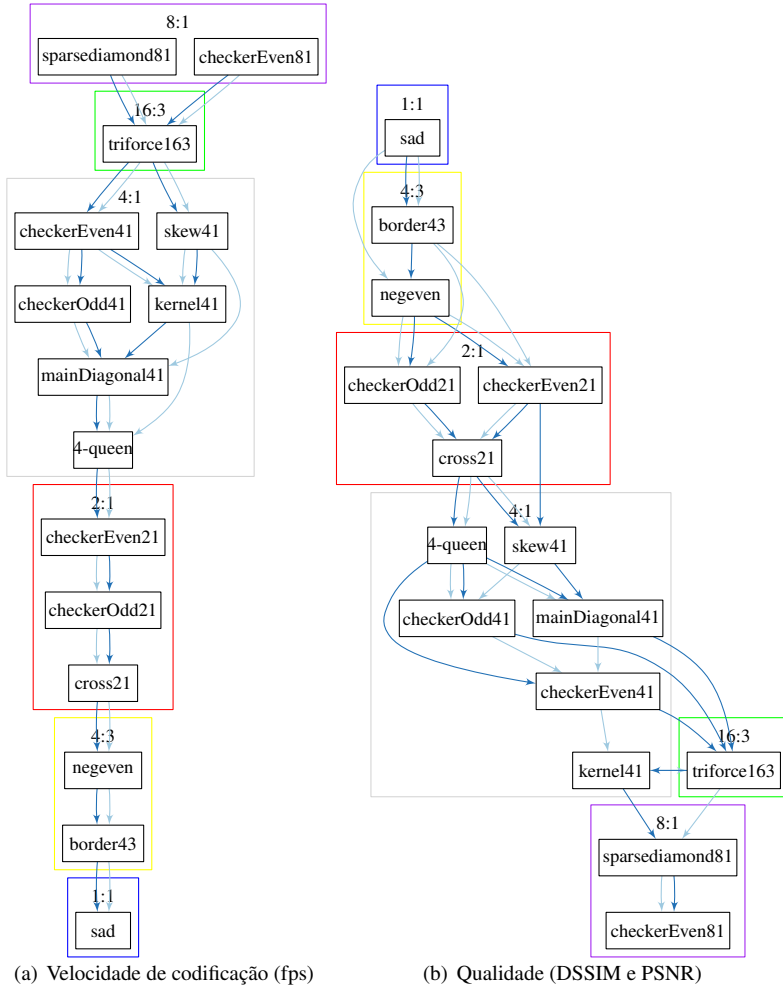 8:1
sparsediamond81 checkerEven81
16:3
triforce163
4:1
checkerEven41 skew41
checkerOdd41 kernel41
mainDiagonal41
4-queen
2:1
checkerEven21
checkerOdd21
cross21
4:3
negeven
border43
1:1
sad
(a) Velocidade de codificação (fps)
1:1
sad
4:3
border43
negeven
2:1
checkerOdd21 checkerEven21
cross21
4:1
4-queen skew41
checkerOdd41 mainDiagonal41
checkerEven41
16:3
kernel41 triforce163
8:1
sparsediamond81
checkerEven81
(b) Qualidade (DSSIM e PSNR)